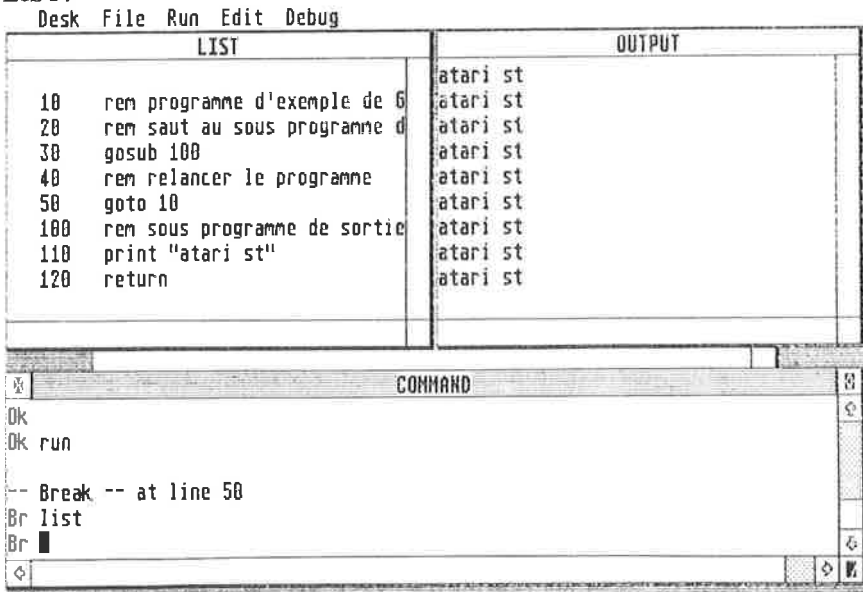 Desk File Run Edit Debug
LIST
10 rem programme d'exemple de G
20 rem saut au sous programme d
30 gosub 100
40 rem relancer le programme
50 goto 10
100 rem sous programme de sortie
110 print "atari st"
120 return
OUTPUT
atari st
atari st
atari st
atari st
atari st
atari st
atari st
atari st
atari st
COMMAND
Ok
Ok run
-- Break -- at line 50
Br list
Br